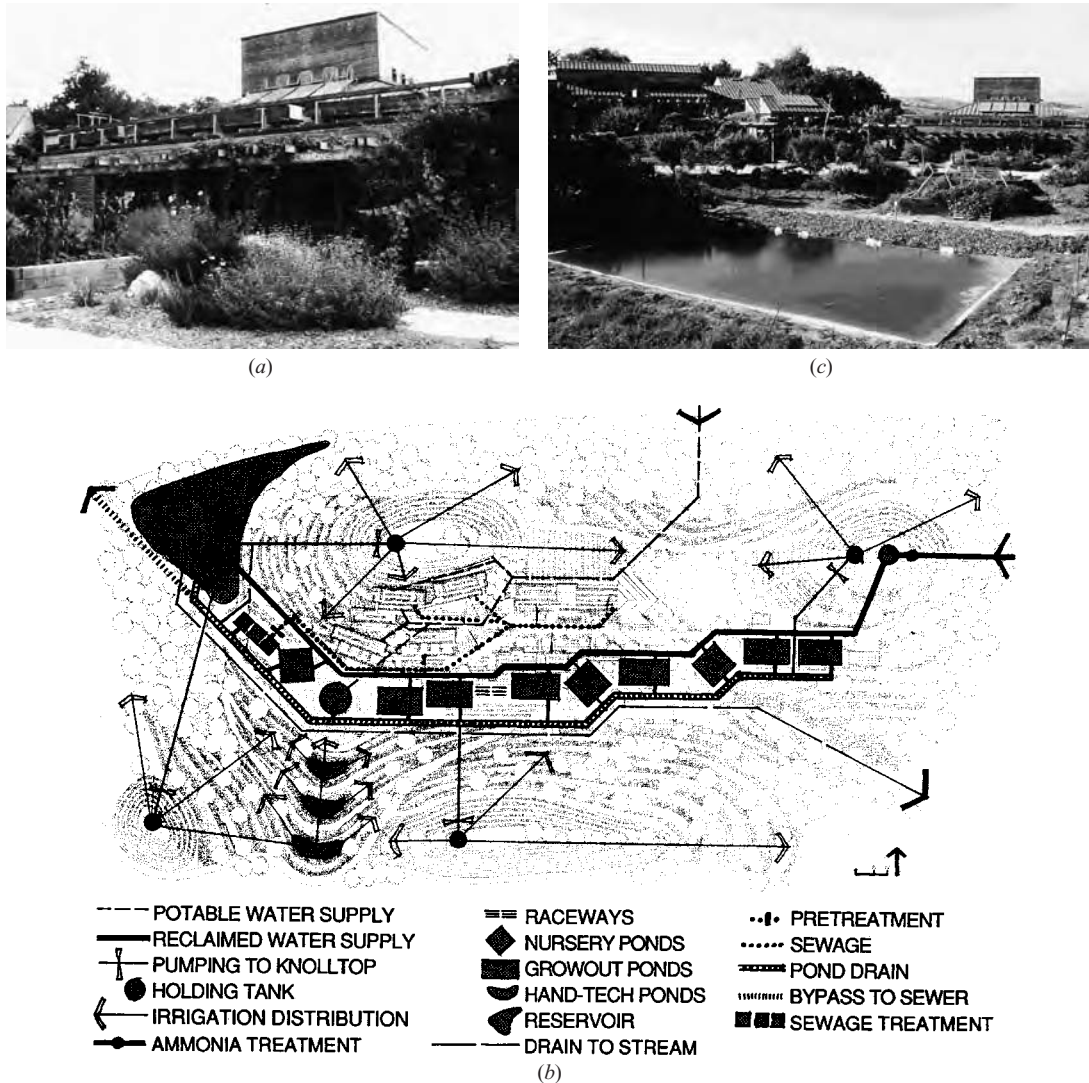 (a)
(c)
POTABLE WATER SUPPLY
RECLAIMED WATER SUPPLY
PUMPING TO KNOLLTOP
HOLDING TANK
IRRIGATION DISTRIBUTION
AMMONIA TREATMENT
RACEWAYS
NURSERY PONDS
GROWOUT PONDS
HAND-TECH PONDS
RESERVOIR
DRAIN TO STREAM
PRETREATMENT
SEWAGE
POND DRAIN
BYPASS TO SEWER
SEWAGE TREATMENT
(b)